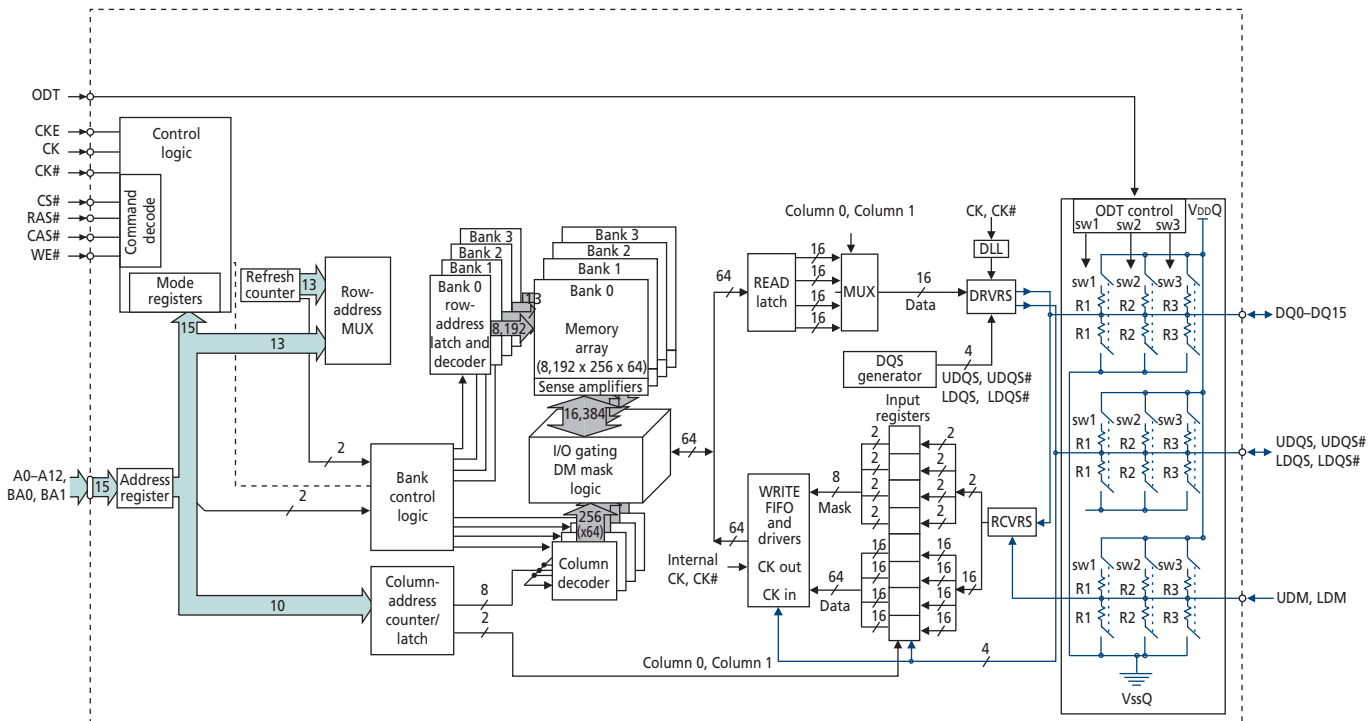 ODT
CKE
CK
CK#
CS#
RAS#
CAS#
WE#
Control
logic
Command
decode
Mode
registers
Refresh
counter
13
Row-
address
MUX
15
13
Bank 3
Bank 2
Bank 1
Bank 0
row-
address
latch and
decoder
13
8,192
Bank 3
Bank 2
Bank 1
Bank 0
Memory
array
(8,192 x 256 x 64)
Sense amplifiers
16,384
I/O gating
DM mask
logic
256
(x64)
Column
decoder
A0–A12,
BA0, BA1
15
Address
register
2
2
Bank
control
logic
10
Column-
address
counter/
latch
8
2
64
64
64
READ
latch
16
16
16
16
Column 0, Column 1
MUX
16
Data
CK, CK#
DLL
DRVRS
DQS
generator
4
UDQS, UDQS#
LDQS, LDQS#
Input
registers
2
2
2
2
2
2
2
2
2
16
16
16
16
16
16
16
16
16
RCVRS
8
Mask
64
Data
WRITE
FIFO
and
drivers
CK out
CK in
Internal
CK, CK#
Column 0, Column 1
4
ODT control
VDDQ
sw1
sw2
sw3
sw1
sw2
sw3
R1
R2
R3
R1
R2
R3
sw1
sw2
sw3
R1
R2
R3
R1
R2
R3
sw1
sw2
sw3
R1
R2
R3
R1
R2
R3
VssQ
DQ0–DQ15
UDQS, UDQS#
LDQS, LDQS#
UDM, LDM